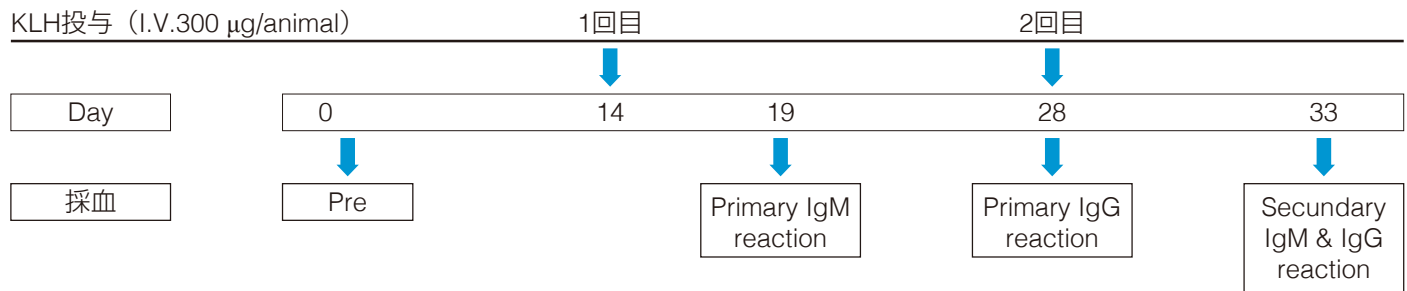 KLH投与（I.V.300 μg/animal） 1回目 2回目
Day 0 14 19 28 33
採血 Pre
Primary IgM
reaction
Primary IgG
reaction
Secundary
IgM & IgG
reaction